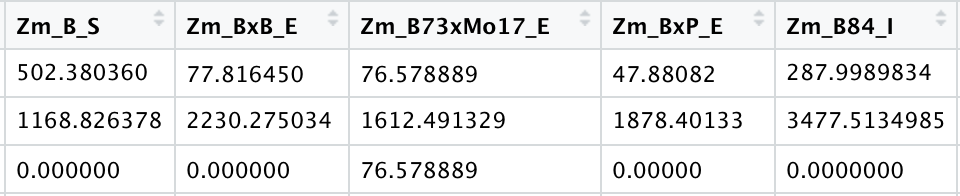 Zm_B_S Zm_BxB_E Zm_B73xMo17_E Zm_BxP_E Zm_B84_I
502.380360 77.816450 76.578889 47.88082 287.9989834
1168.826378 2230.275034 1612.491329 1878.40133 3477.5134985
0.000000 0.000000 76.578889 0.00000 0.0000000